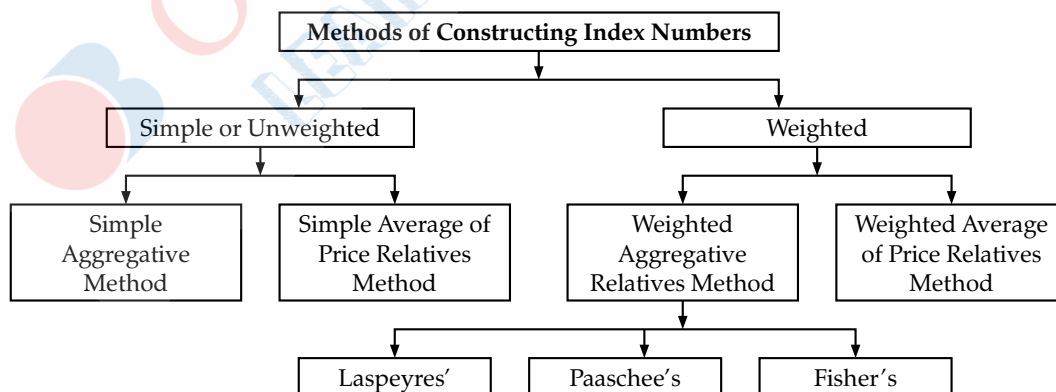 Methods of Constructing Index Numbers
Simple or Unweighted
Weighted
Simple
Aggregative
Method
Simple Average of
Price Relatives
Method
Weighted
Aggregative
Relatives Method
Weighted Average
of Price Relatives
Method
Laspeyres’
Paaschee’s
Fisher’s